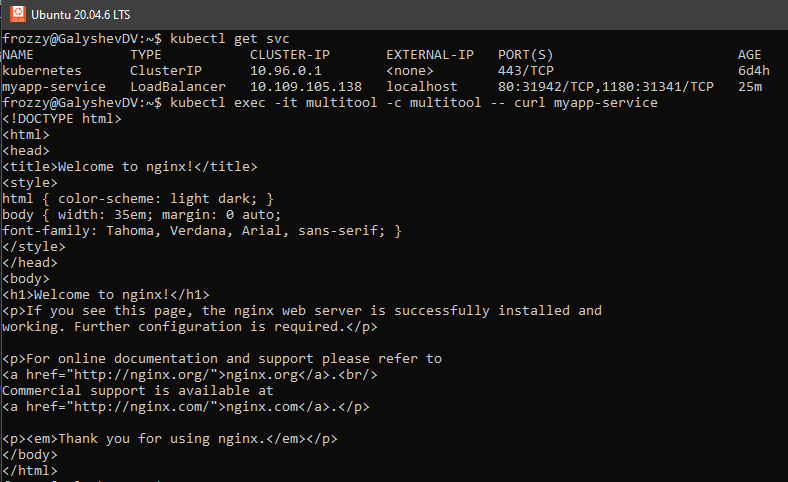 Ubuntu 20.04.6 LTS
frozzy@GalyshevDV:~$ kubectl get svc
NAME            TYPE           CLUSTER-IP       EXTERNAL-IP   PORT(S)                       AGE
kubernetes      ClusterIP      10.96.0.1        <none>        443/TCP                       6d4h
myapp-service   LoadBalancer   10.109.105.138   localhost     80:31942/TCP,1180:31341/TCP   25m
frozzy@GalyshevDV:~$ kubectl exec -it multitool -c multitool -- curl myapp-service
<!DOCTYPE html>
<html>
<head>
<title>Welcome to nginx!</title>
<style>
html { color-scheme: light dark; }
body { width: 35em; margin: 0 auto;
font-family: Tahoma, Verdana, Arial, sans-serif; }
</style>
</head>
<body>
<h1>Welcome to nginx!</h1>
<p>If you see this page, the nginx web server is successfully installed and
working. Further configuration is required.</p>

<p>For online documentation and support please refer to
<a href="http://nginx.org/">nginx.org</a>.<br/>
Commercial support is available at
<a href="http://nginx.com/">nginx.com</a>.</p>

<p><em>Thank you for using nginx.</em></p>
</body>
</html>